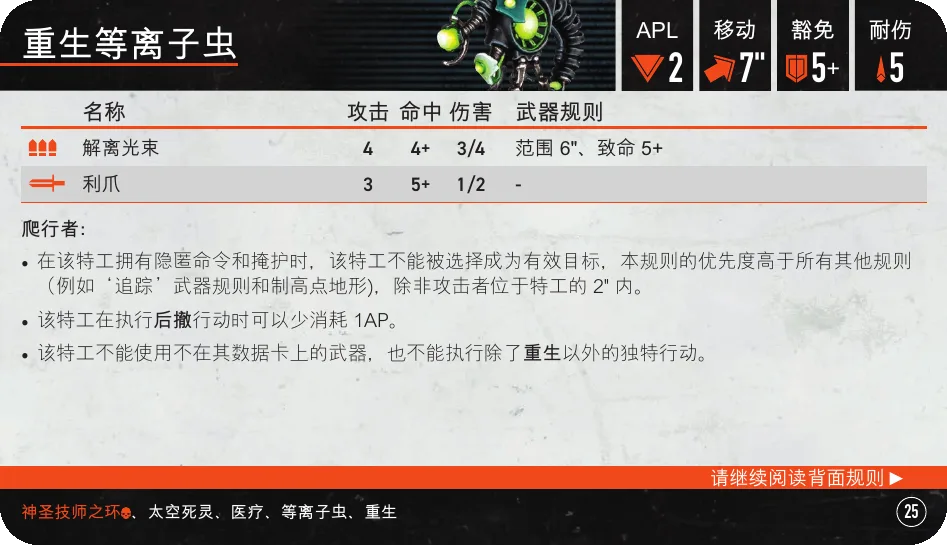 重生等离子虫
APL 移动 豁免 耐伤
2 7" 5+ 5
名称 攻击 命中 伤害 武器规则
解离光束 4 4+ 3/4 范围 6"、致命 5+
利爪 3 5+ 1/2 -
爬行者:
• 在该特工拥有隐匿命令和掩护时，该特工不能被选择成为有效目标，本规则的优先度高于所有其他规则
（例如‘追踪’武器规则和制高点地形)，除非攻击者位于特工的 2" 内。
• 该特工在执行后撤行动时可以少消耗 1AP。
• 该特工不能使用不在其数据卡上的武器，也不能执行除了重生以外的独特行动。
请继续阅读背面规则 ▶
神圣技师之环、太空死灵、医疗、等离子虫、重生
25